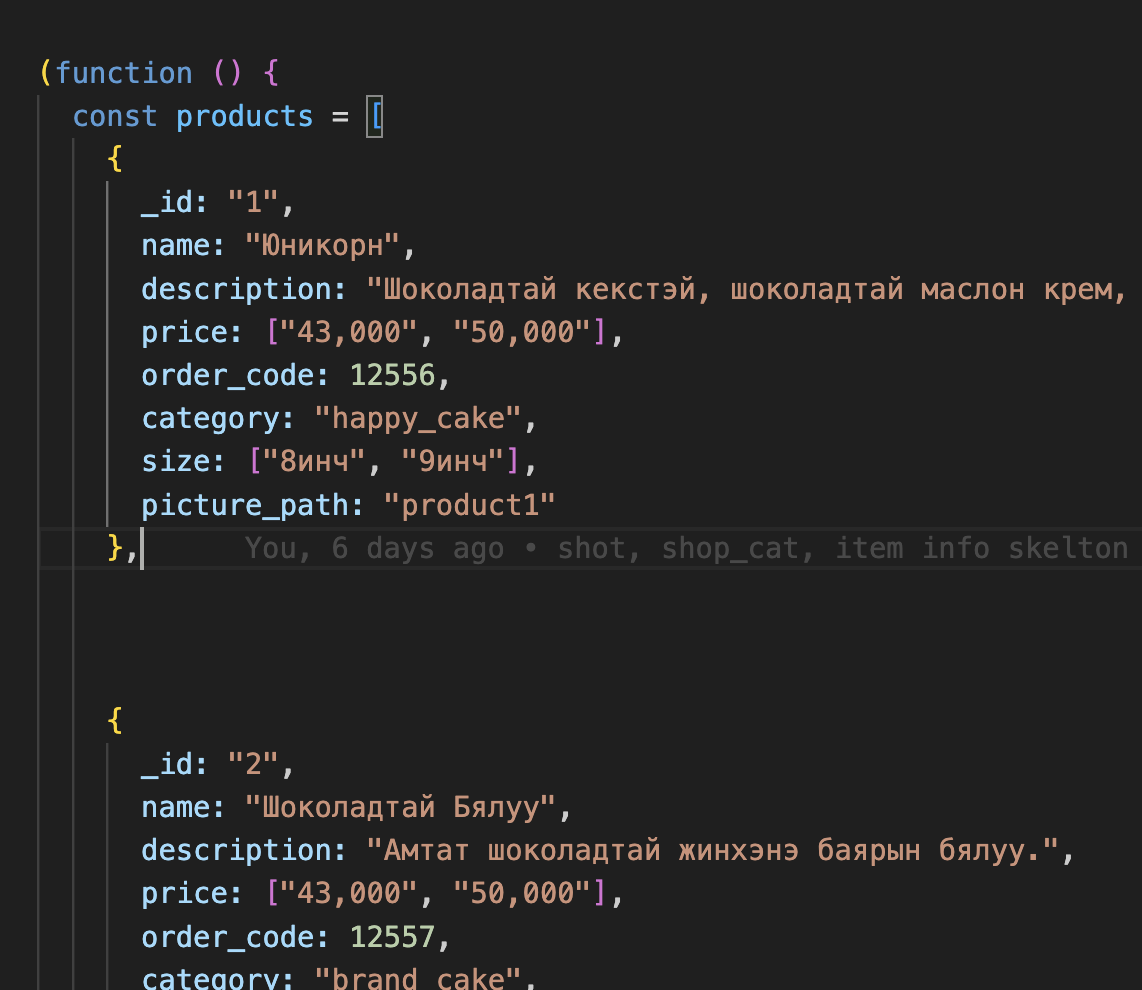 (function () {
const products = [
{
_id: "1",
name: "Юникорн",
description: "Шоколадтай кекстэй, шоколадтай маслон крем,
price: ["43,000", "50,000"],
order_code: 12556,
category: "happy_cake",
size: ["8инч", "9инч"],
picture_path: "product1"
}, You, 6 days ago • shot, shop_cat, item info skelton
{
_id: "2",
name: "Шоколадтай Бялуу",
description: "Амтат шоколадтай жинхэнэ баярын бялуу.",
price: ["43,000", "50,000"],
order_code: 12557,
category: "brand_cake",